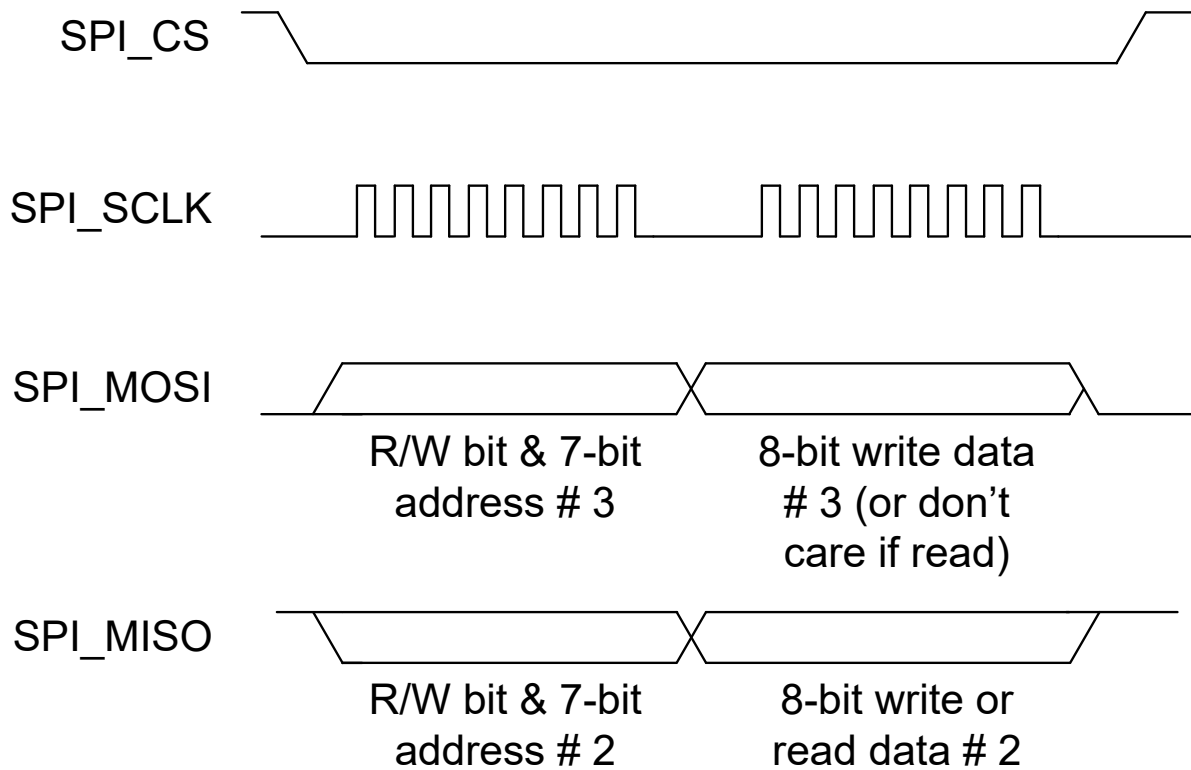 SPI_CS
SPI_SCLK
SPI_MOSI
R/W bit & 7-bit
address # 3
8-bit write data
# 3 (or don’t
care if read)
SPI_MISO
R/W bit & 7-bit
address # 2
8-bit write or
read data # 2